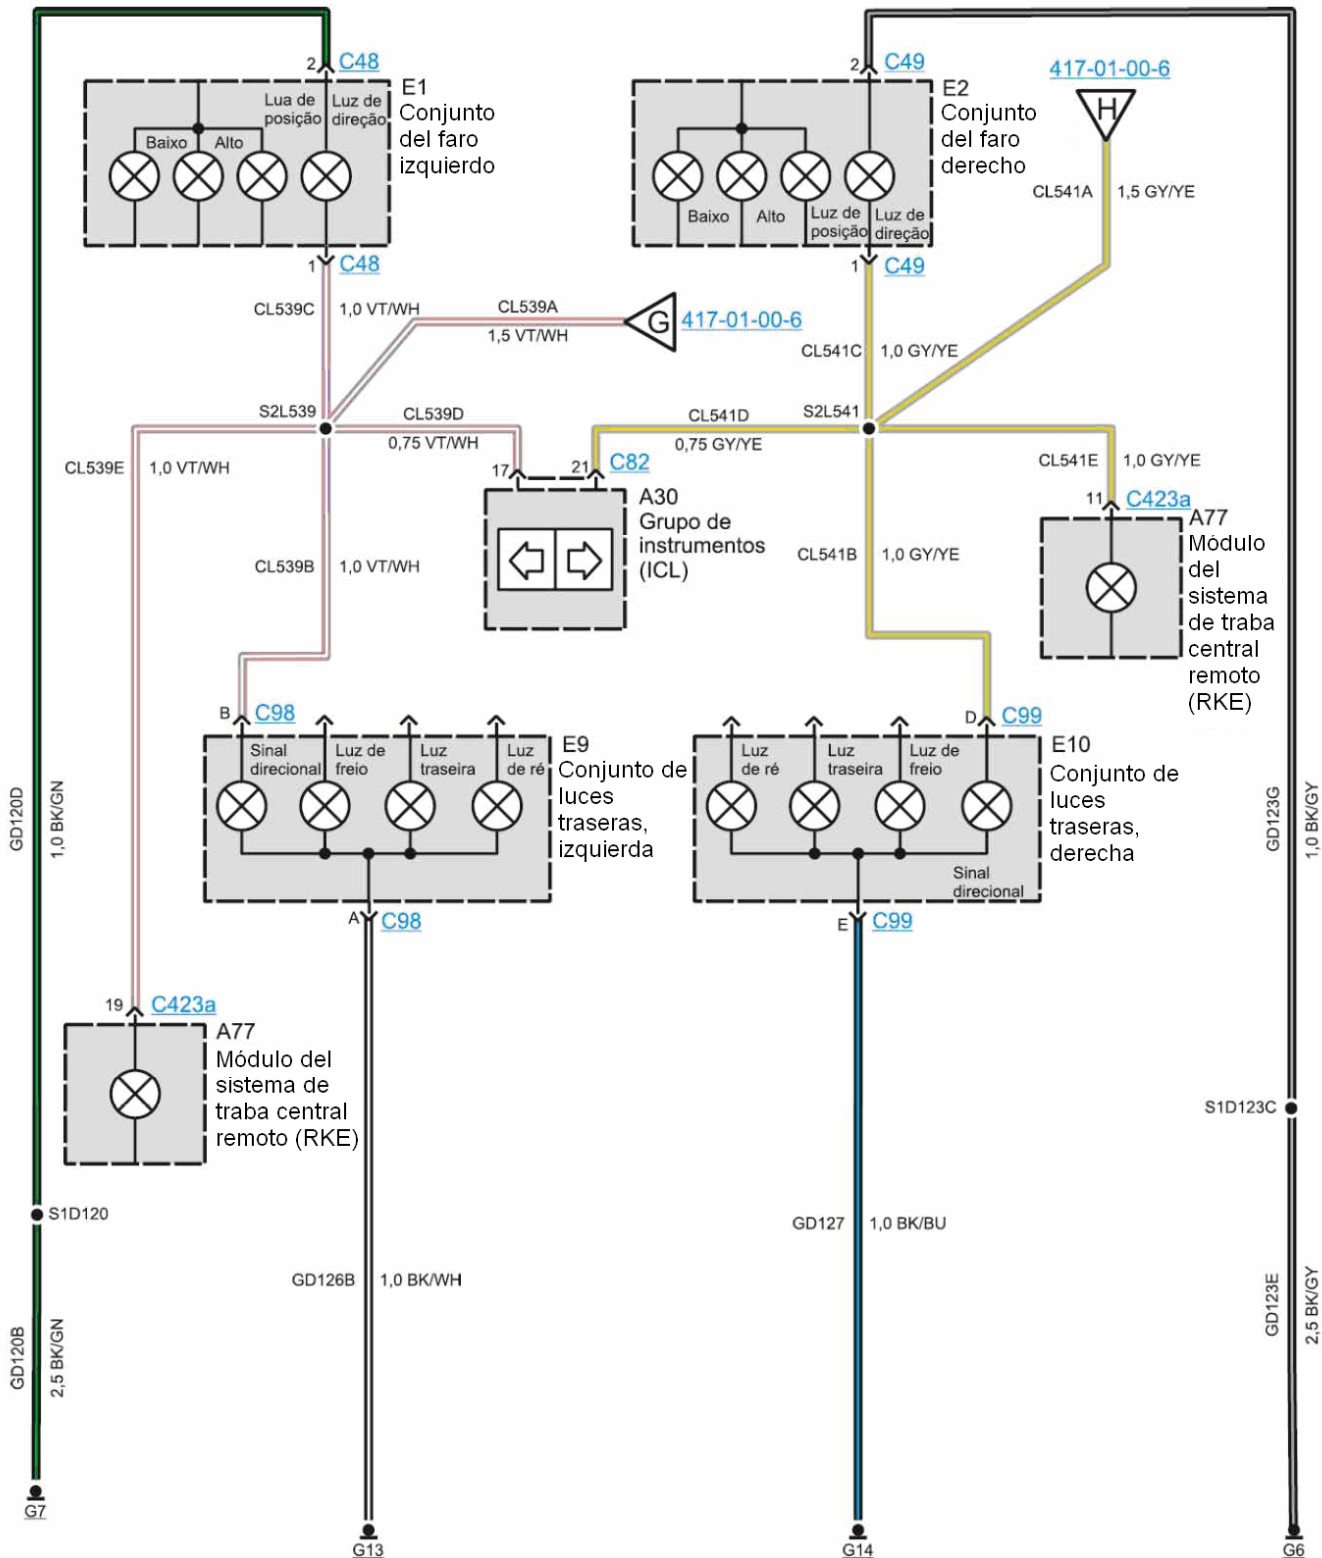 2 C48
E1
Conjunto
del faro
izquierdo
Lua de
posição
Luz de
direção
Baixo
Alto
1 C48
2 C49
E2
Conjunto
del faro
derecho
Baixo
Alto
Luz de
posição
Luz de
direção
1 C49
417-01-00-6
H
CL541A 1,5 GY/YE
CL539C 1,0 VT/WH
CL539A
1,5 VT/WH
G 417-01-00-6
CL541C 1,0 GY/YE
S2L539
CL539D
0,75 VT/WH
CL541D
0,75 GY/YE
S2L541
CL539E 1,0 VT/WH
17 21 C82
A30
Grupo de
instrumentos
(ICL)
CL541E 1,0 GY/YE
11 C423a
A77
Módulo
del
sistema
de traba
central
remoto
(RKE)
CL539B 1,0 VT/WH
CL541B 1,0 GY/YE
B C98
Sinal
direcional
Luz de
freio
Luz
traseira
Luz
de ré
E9
Conjunto de
luces
traseras,
izquierda
A C98
D C99
Luz
de ré
Luz
traseira
Luz de
freio
Sinal
direcional
E10
Conjunto de
luces
traseras,
derecha
E C99
GD120D
1,0 BK/GN
GD123G
1,0 BK/GY
19 C423a
A77
Módulo del
sistema de
traba central
remoto (RKE)
S1D123C
S1D120
GD127 1,0 BK/BU
GD126B 1,0 BK/WH
GD120B
2,5 BK/GN
GD123E
2,5 BK/GY
G7
G13
G14
G6